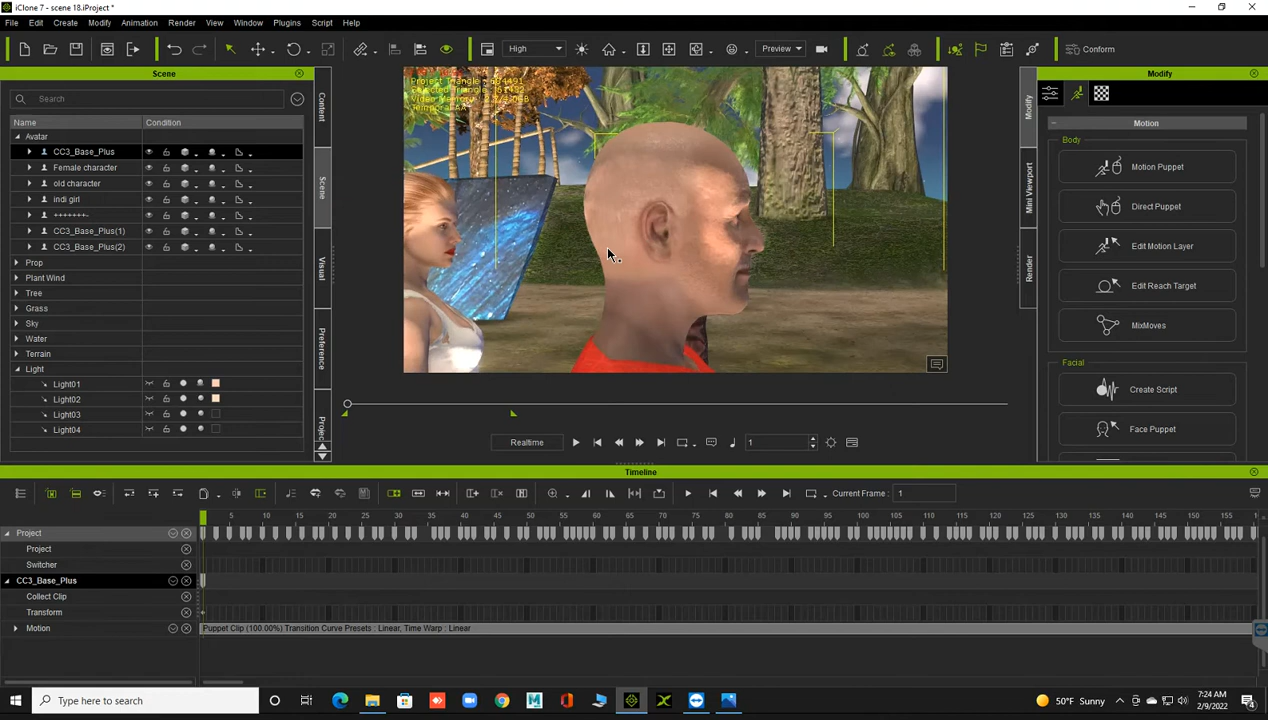 iClone 7 - scene 18.iProject *
File Edit Create Modify Animation Render View Window Plugins Script Help
High Preview Conform
Scene
Search
Name Condition
Avatar
CC3_Base_Plus
Female character
old character
indi girl
+++++++-
CC3_Base_Plus(1)
CC3_Base_Plus(2)
Prop
Plant Wind
Tree
Grass
Sky
Water
Terrain
Light
Light01
Light02
Light03
Light04
Content
Scene
Visual
Preference
Projec
Project Triangle
Selected Triangle
Video Memory
Modify
Mini Viewport
Render
Modify
Motion
Body
Motion Puppet
Direct Puppet
Edit Motion Layer
Edit Reach Target
MixMoves
Facial
Create Script
Face Puppet
Realtime 1
Timeline
Current Frame : 1
5 10 15 20 25 30 35 40 45 50 55 60 65 70 75 80 85 90 95 100 105 110 115 120 125 130 135 140 145 150 155
Project
Project
Switcher
CC3_Base_Plus
Collect Clip
Transform
Motion
Puppet Clip (100.00%) Transition Curve Presets : Linear, Time Warp : Linear
Type here to search
50°F Sunny
7:24 AM
2/9/2022
4